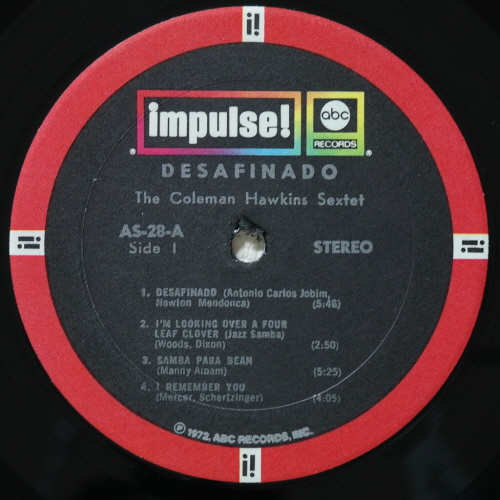 i!
impulse!
abc
RECORDS
DESAFINADO
The Coleman Hawkins Sextet
AS-28-A
Side 1
STEREO
i!
i!
1. DESAFINADO (Antonio Carlos Jobim,
Newton Mendonca) (5:48)
2. I'M LOOKING OVER A FOUR
LEAF CLOVER (Jazz Samba)
(Woods, Dixon) (2:50)
3. SAMBA PARA BEAN
(Manny Albam) (5:25)
4. I REMEMBER YOU
(Mercer, Schertzinger) (4:05)
℗ 1972, ABC RECORDS, INC.
i!